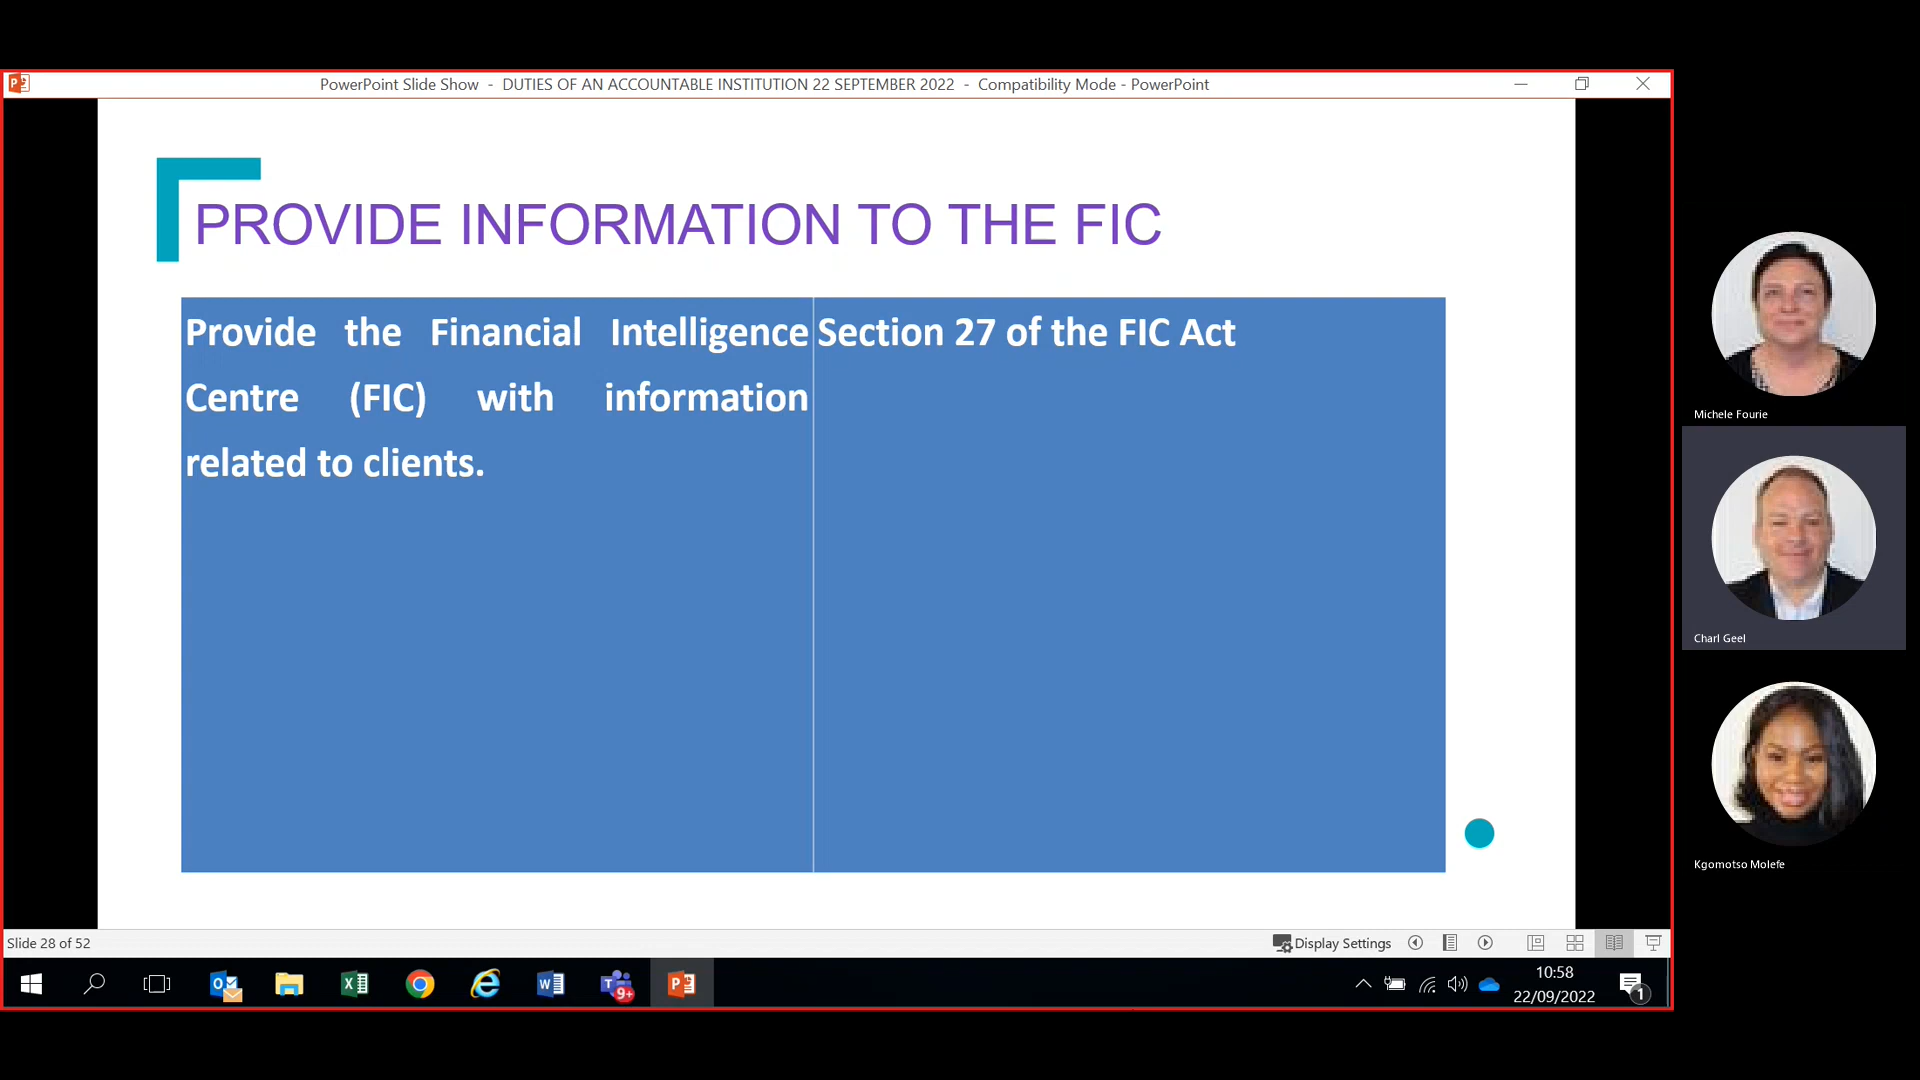 PowerPoint Slide Show - DUTIES OF AN ACCOUNTABLE INSTITUTION 22 SEPTEMBER 2022 - Compatibility Mode - PowerPoint
PROVIDE INFORMATION TO THE FIC
Provide the Financial Intelligence
Centre (FIC) with information
related to clients.
Section 27 of the FIC Act
Michele Fourie
Charl Geel
Kgomotso Molefe
Slide 28 of 52
Display Settings
9+
10:58
22/09/2022
1